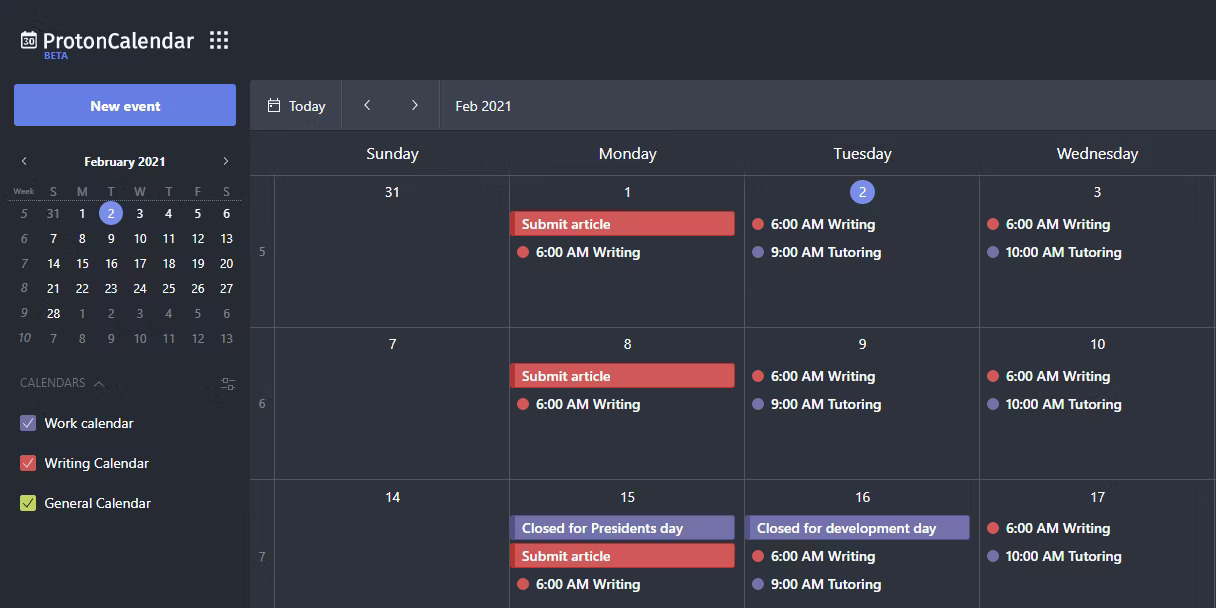 30 ProtonCalendar
BETA
New event
Today
Feb 2021
February 2021
Week S M T W T F S
5 31 1 2 3 4 5 6
6 7 8 9 10 11 12 13
7 14 15 16 17 18 19 20
8 21 22 23 24 25 26 27
9 28 1 2 3 4 5 6
10 7 8 9 10 11 12 13
CALENDARS
Work calendar
Writing Calendar
General Calendar
Sunday Monday Tuesday Wednesday
31 1 2 3
Submit article 6:00 AM Writing 6:00 AM Writing
5 6:00 AM Writing 9:00 AM Tutoring 10:00 AM Tutoring
7 8 9 10
Submit article 6:00 AM Writing 6:00 AM Writing
6 6:00 AM Writing 9:00 AM Tutoring 10:00 AM Tutoring
14 15 16 17
Closed for Presidents day Closed for development day 6:00 AM Writing
7 Submit article 6:00 AM Writing 10:00 AM Tutoring
6:00 AM Writing 9:00 AM Tutoring